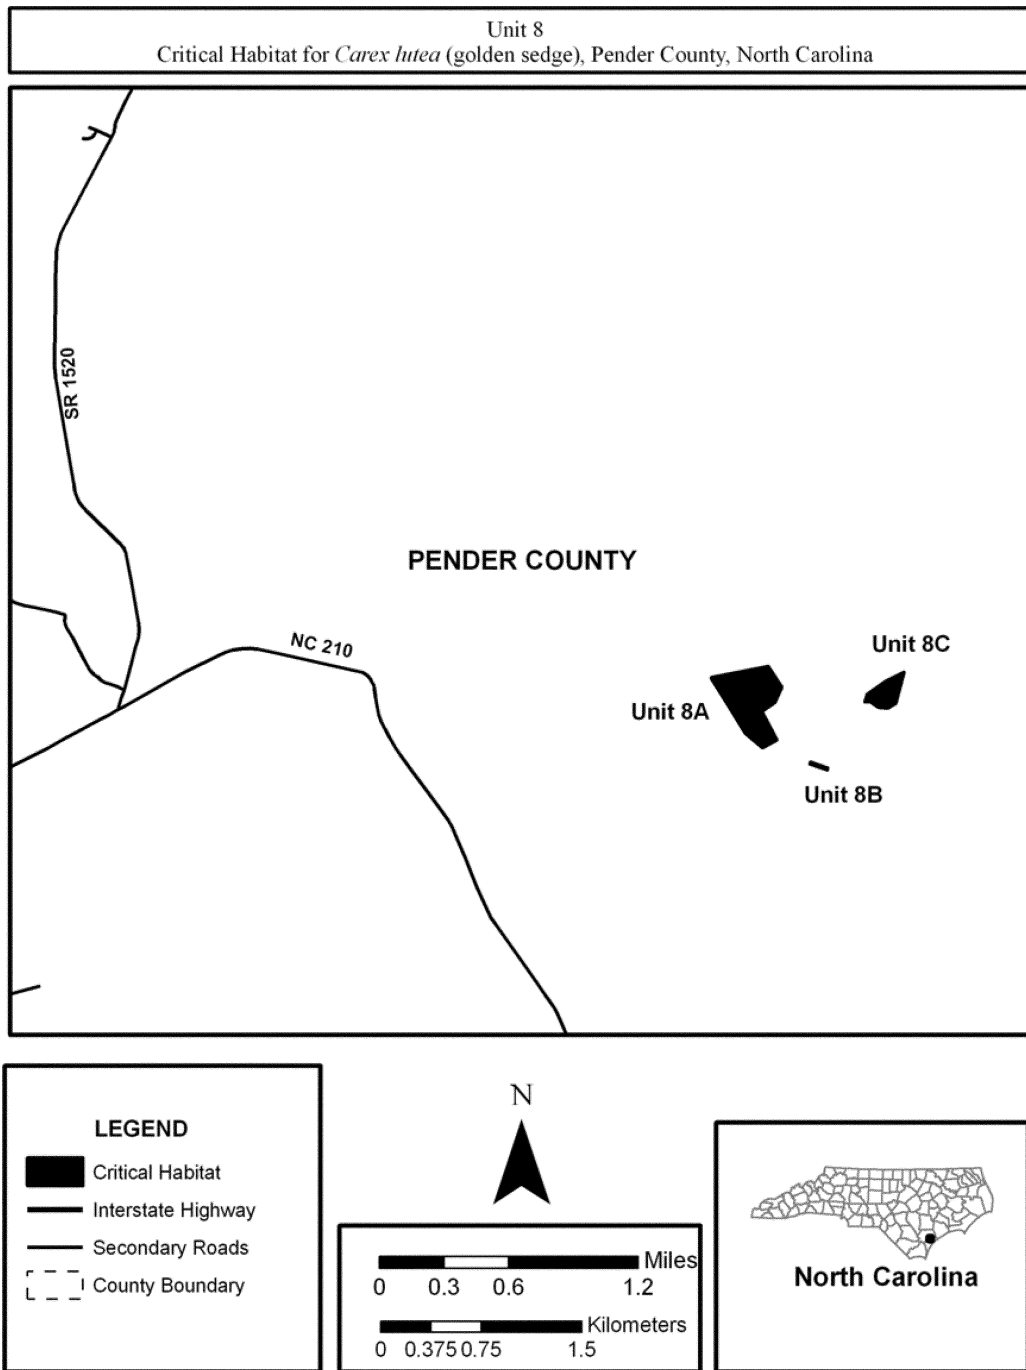 Unit 8
Critical Habitat for Carex lutea (golden sedge), Pender County, North Carolina
SR 1520
PENDER COUNTY
NC 210
Unit 8C
Unit 8A
Unit 8B
LEGEND
Critical Habitat
Interstate Highway
Secondary Roads
County Boundary
N
Miles
0 0.3 0.6 1.2
Kilometers
0 0.375 0.75 1.5
North Carolina